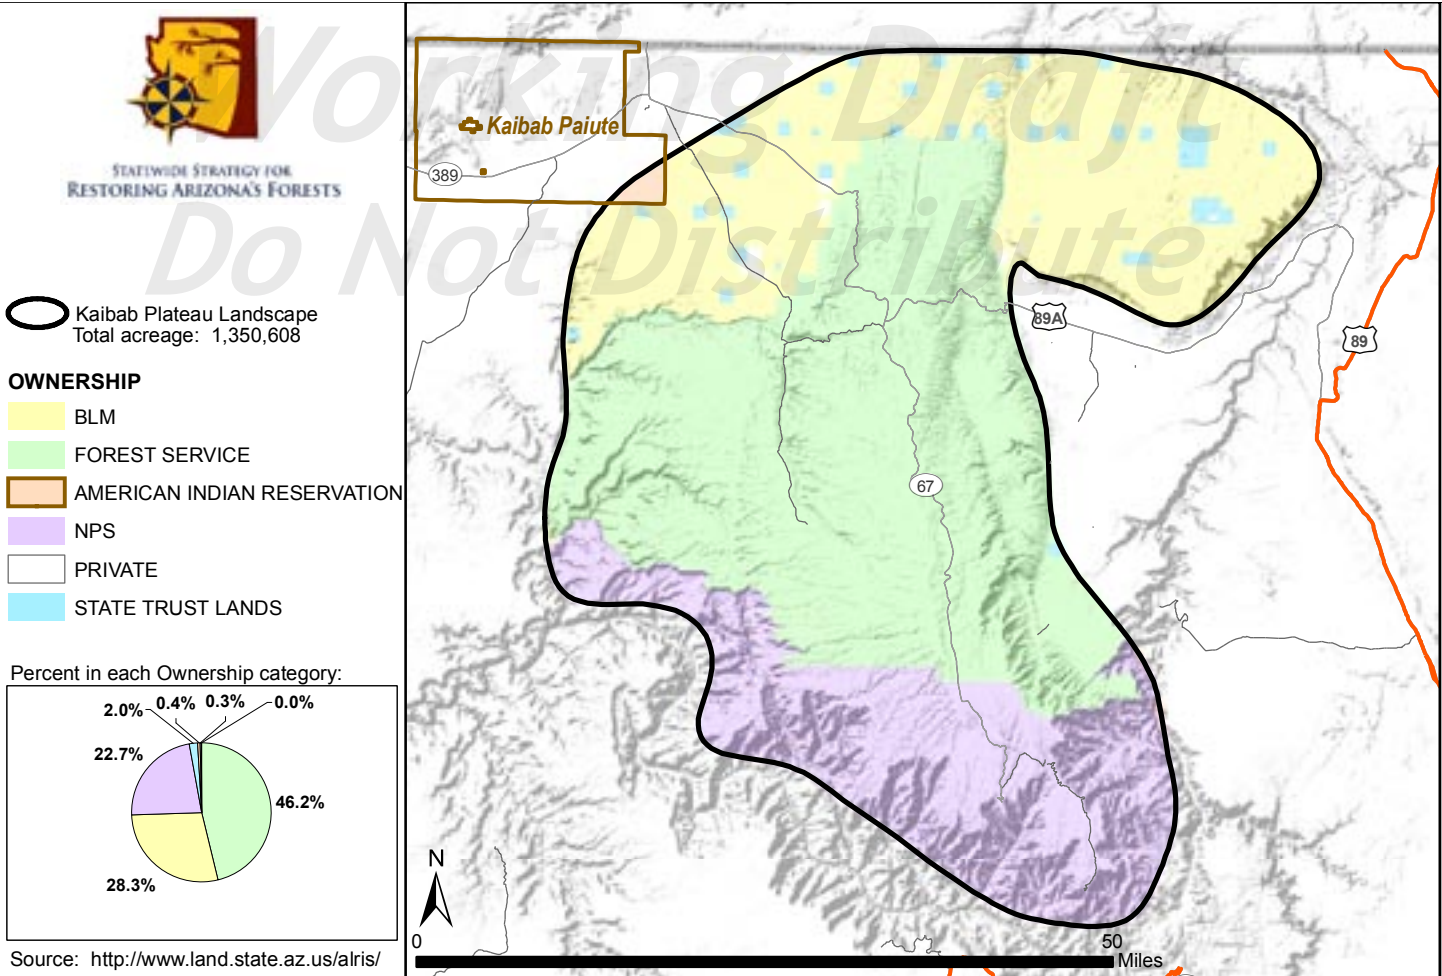 Working Draft
Do Not Distribute
STATEWIDE STRATEGY FOR
RESTORING ARIZONA'S FORESTS
Kaibab Plateau Landscape
Total acreage: 1,350,608
OWNERSHIP
BLM
FOREST SERVICE
AMERICAN INDIAN RESERVATION
NPS
PRIVATE
STATE TRUST LANDS
Percent in each Ownership category:
2.0%
0.4%
0.3%
0.0%
22.7%
46.2%
28.3%
Source: http://www.land.state.az.us/alris/
Kaibab Paiute
389
89A
89
67
N
0
50
Miles